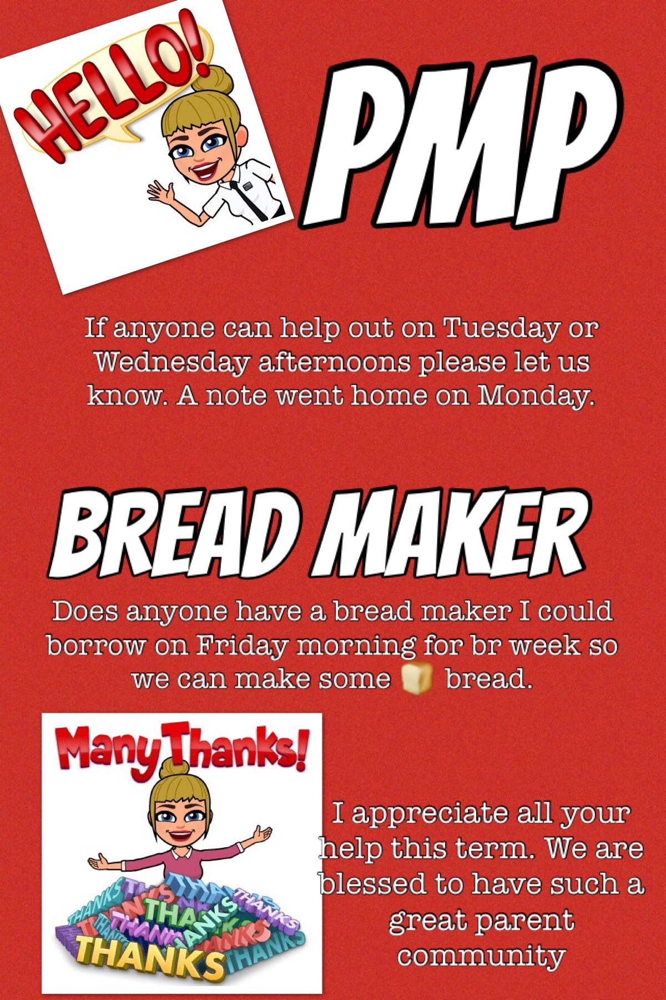 HELLO!
PMP
If anyone can help out on Tuesday or
Wednesday afternoons please let us
know. A note went home on Monday.
BREAD MAKER
Does anyone have a bread maker I could
borrow on Friday morning for br week so
we can make some 🍞 bread.
Many Thanks!
THANKS
THANKS
THANKS
THANKS
THANKS
THANKS
I appreciate all your
help this term. We are
blessed to have such a
great parent
community